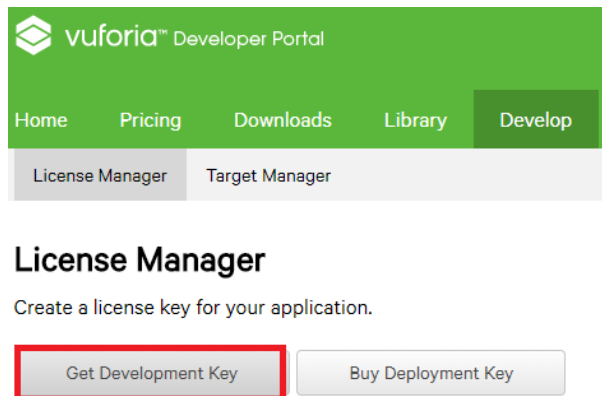 vuforia™ Developer Portal
Home Pricing Downloads Library Develop
License Manager Target Manager
License Manager
Create a license key for your application.
Get Development Key Buy Deployment Key